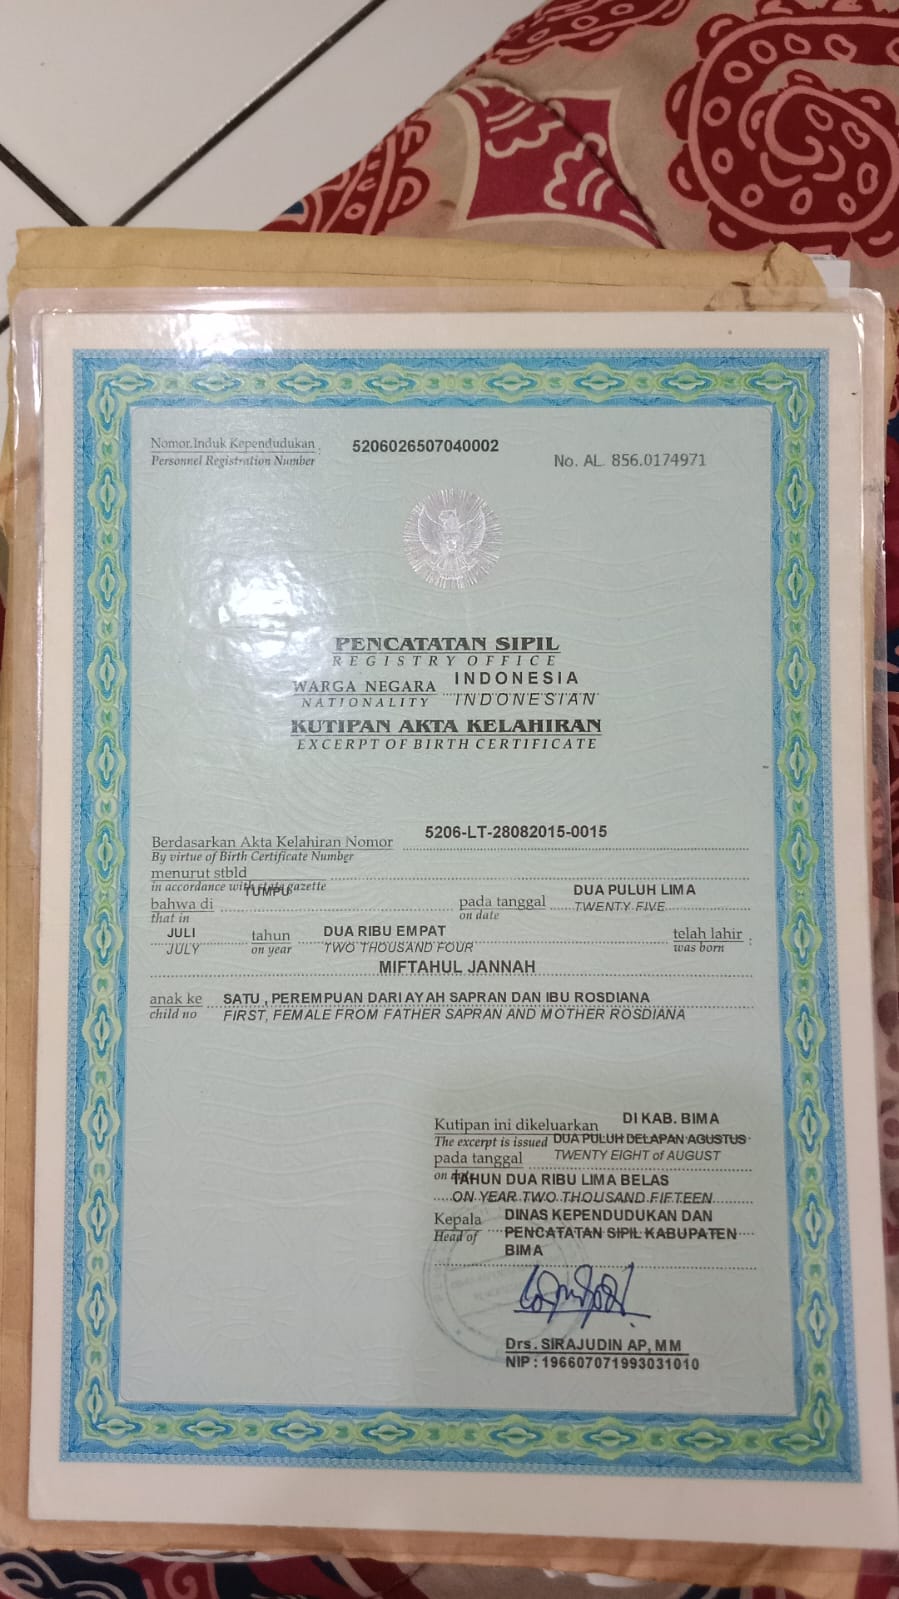 Nomor Induk Kependudukan : 5206026507040002
Personnel Registration Number
No. AL. 856.0174971
PENCATATAN SIPIL
REGISTRY OFFICE
WARGA NEGARA INDONESIA
NATIONALITY INDONESIAN
KUTIPAN AKTA KELAHIRAN
EXCERPT OF BIRTH CERTIFICATE
Berdasarkan Akta Kelahiran Nomor 5206-LT-28082015-0015
By virtue of Birth Certificate Number
menurut stbld
in accordance with state gazette
bahwa di TUMPU pada tanggal DUA PULUH LIMA
that in on date TWENTY FIVE
JULI tahun DUA RIBU EMPAT telah lahir :
JULY on year TWO THOUSAND FOUR was born
MIFTAHUL JANNAH
anak ke SATU , PEREMPUAN DARI AYAH SAPRAN DAN IBU ROSDIANA
child no FIRST, FEMALE FROM FATHER SAPRAN AND MOTHER ROSDIANA
Kutipan ini dikeluarkan DI KAB. BIMA
The excerpt is issued DUA PULUH DELAPAN AGUSTUS
pada tanggal TWENTY EIGHT of AUGUST
on date TAHUN DUA RIBU LIMA BELAS
ON YEAR TWO THOUSAND FIFTEEN
Kepala DINAS KEPENDUDUKAN DAN
Head of PENCATATAN SIPIL KABUPATEN
BIMA
Drs. SIRAJUDIN AP, MM
NIP : 196607071993031010